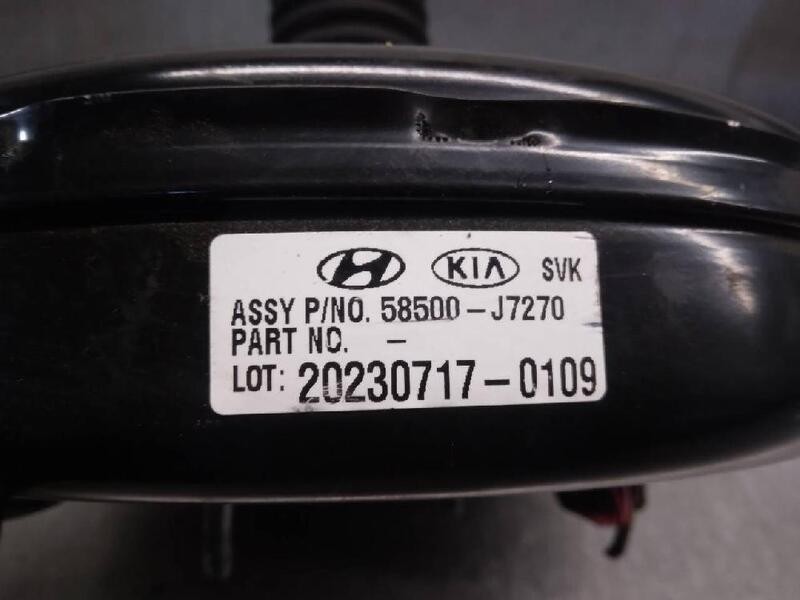 KIA SVK
ASSY P/NO. 58500-J7270
PART NO. -
LOT: 20230717-0109